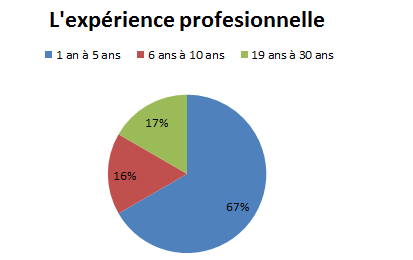 L'expérience profesionnelle
1 an à 5 ans 6 ans à 10 ans 19 ans à 30 ans
17%
16%
67%